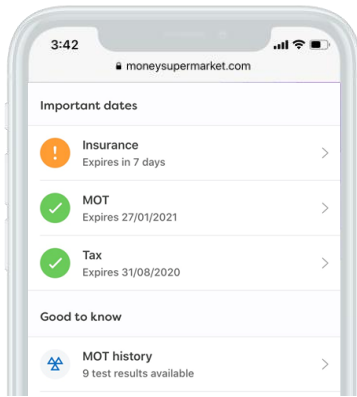 3:42
moneysupermarket.com
Important dates
Insurance
Expires in 7 days
MOT
Expires 27/01/2021
Tax
Expires 31/08/2020
Good to know
MOT history
9 test results available